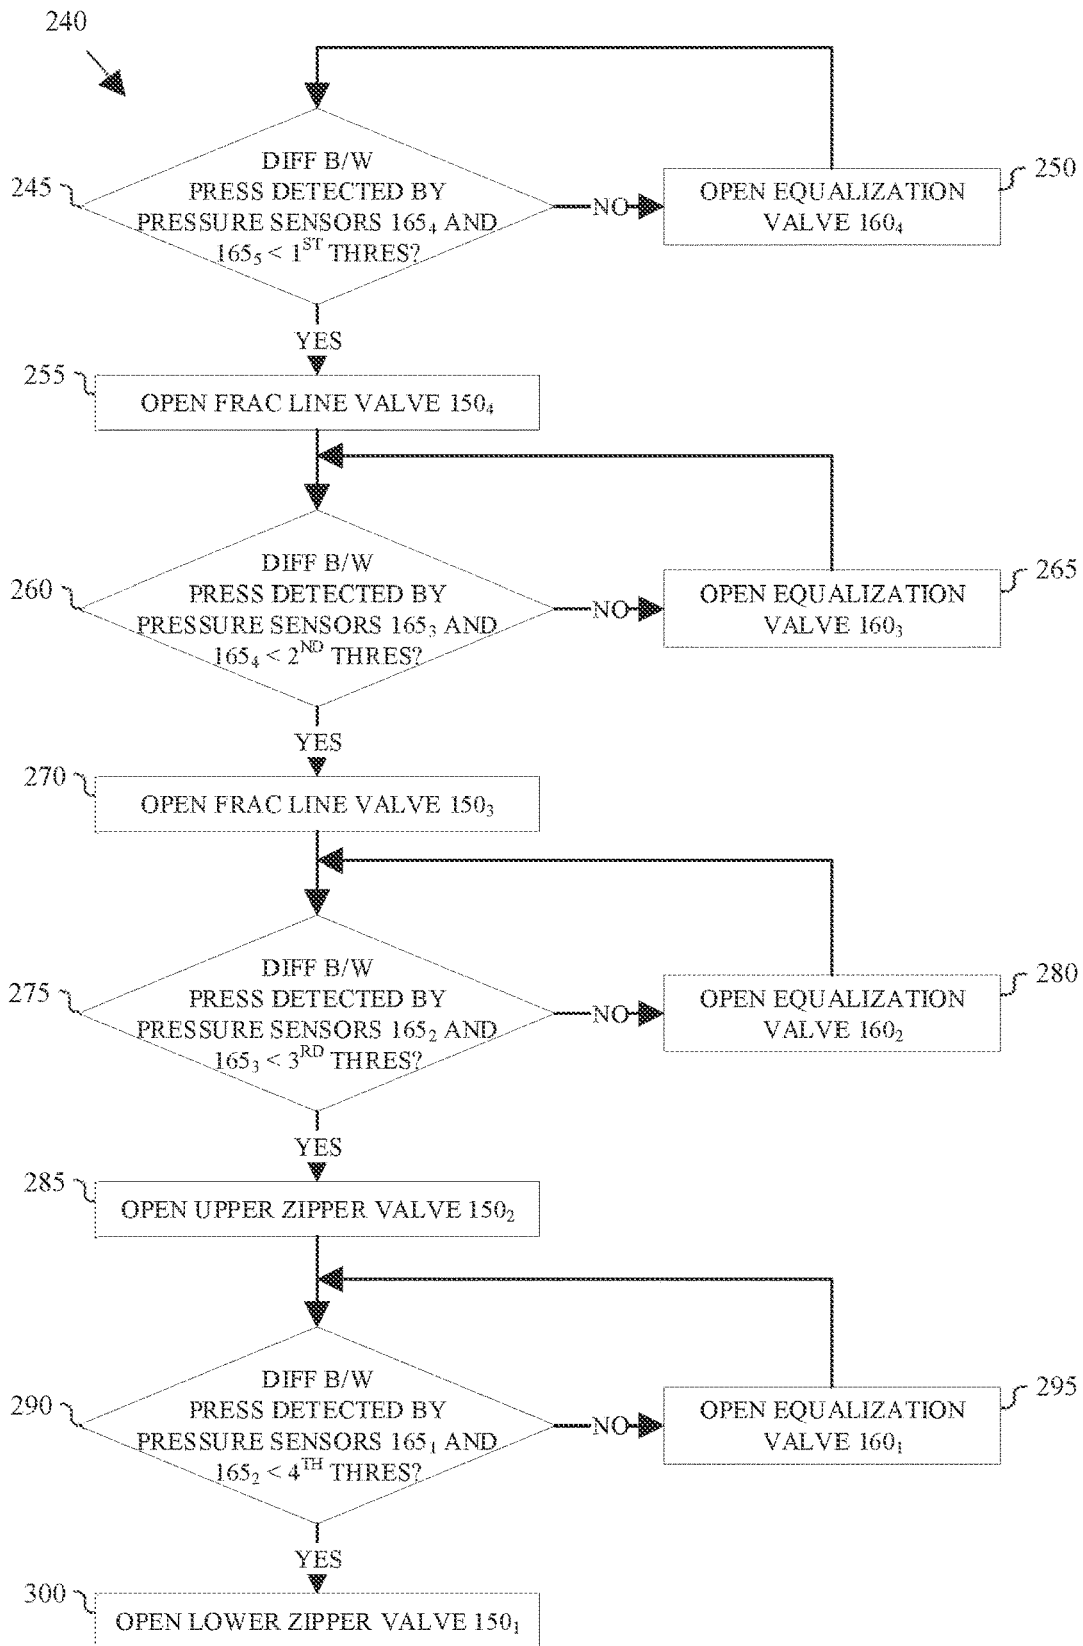 240
245
DIFF B/W
PRESS DETECTED BY
PRESSURE SENSORS 165₄ AND
165₅ < 1ˢᵀ THRES?
NO
OPEN EQUALIZATION
VALVE 160₄
250
YES
255
OPEN FRAC LINE VALVE 150₄
260
DIFF B/W
PRESS DETECTED BY
PRESSURE SENSORS 165₃ AND
165₄ < 2ᴺᴰ THRES?
NO
OPEN EQUALIZATION
VALVE 160₃
265
YES
270
OPEN FRAC LINE VALVE 150₃
275
DIFF B/W
PRESS DETECTED BY
PRESSURE SENSORS 165₂ AND
165₃ < 3ᴿᴰ THRES?
NO
OPEN EQUALIZATION
VALVE 160₂
280
YES
285
OPEN UPPER ZIPPER VALVE 150₂
290
DIFF B/W
PRESS DETECTED BY
PRESSURE SENSORS 165₁ AND
165₂ < 4ᵀᴴ THRES?
NO
OPEN EQUALIZATION
VALVE 160₁
295
YES
300
OPEN LOWER ZIPPER VALVE 150₁